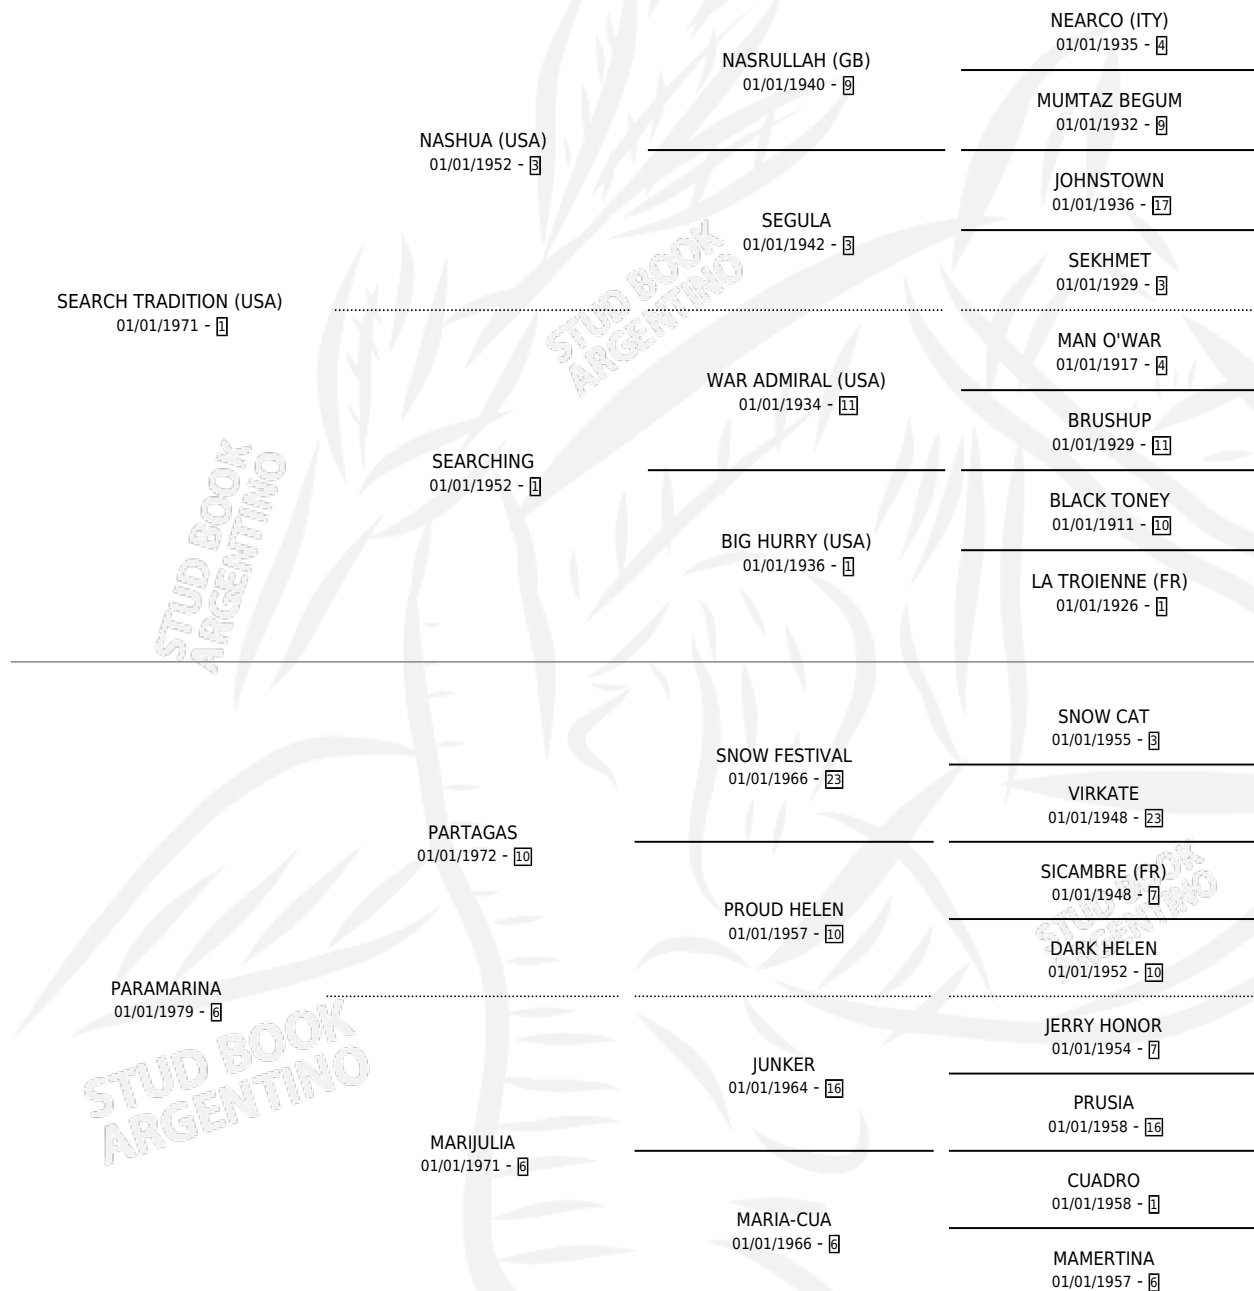 NEARCO (ITY)
01/01/1935 - 4
NASRULLAH (GB)
01/01/1940 - 9
MUMTAZ BEGUM
01/01/1932 - 9
NASHUA (USA)
01/01/1952 - 3
JOHNSTOWN
01/01/1936 - 17
SEGULA
01/01/1942 - 3
SEKHMET
01/01/1929 - 3
SEARCH TRADITION (USA)
01/01/1971 - 1
MAN O'WAR
01/01/1917 - 4
WAR ADMIRAL (USA)
01/01/1934 - 11
BRUSHUP
01/01/1929 - 11
SEARCHING
01/01/1952 - 1
BLACK TONEY
01/01/1911 - 10
BIG HURRY (USA)
01/01/1936 - 1
LA TROIENNE (FR)
01/01/1926 - 1
STUD BOOK
ARGENTINO
STUD BOOK
ARGENTINO
SNOW CAT
01/01/1955 - 3
SNOW FESTIVAL
01/01/1966 - 23
VIRKATE
01/01/1948 - 23
PARTAGAS
01/01/1972 - 10
SICAMBRE (FR)
01/01/1948 - 7
PROUD HELEN
01/01/1957 - 10
DARK HELEN
01/01/1952 - 10
STUD BOOK
ARGENTINO
PARAMARINA
01/01/1979 - 6
JERRY HONOR
01/01/1954 - 7
JUNKER
01/01/1964 - 16
PRUSIA
01/01/1958 - 16
MARIJULIA
01/01/1971 - 6
CUADRO
01/01/1958 - 1
MARIA-CUA
01/01/1966 - 6
MAMERTINA
01/01/1957 - 6
STUD BOOK
ARGENTINO